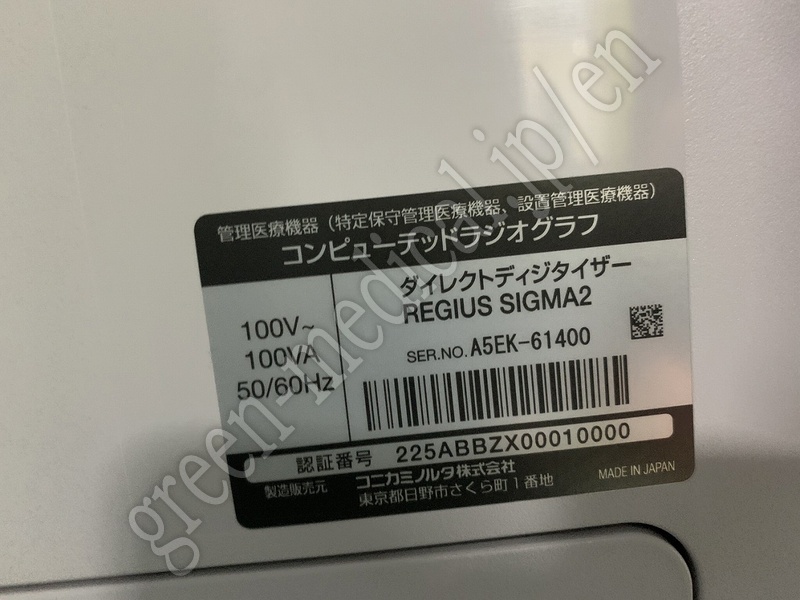 管理医療機器（特定保守管理医療機器、設置管理医療機器）
コンピューテッドラジオグラフ
100V~
100VA
50/60Hz
ダイレクトディジタイザー
REGIUS SIGMA2
SER.NO. A5EK-61400
認証番号 225ABBZX00010000
製造販売元 コニカミノルタ株式会社
東京都日野市さくら町1番地
MADE IN JAPAN
green-medical.jp/en